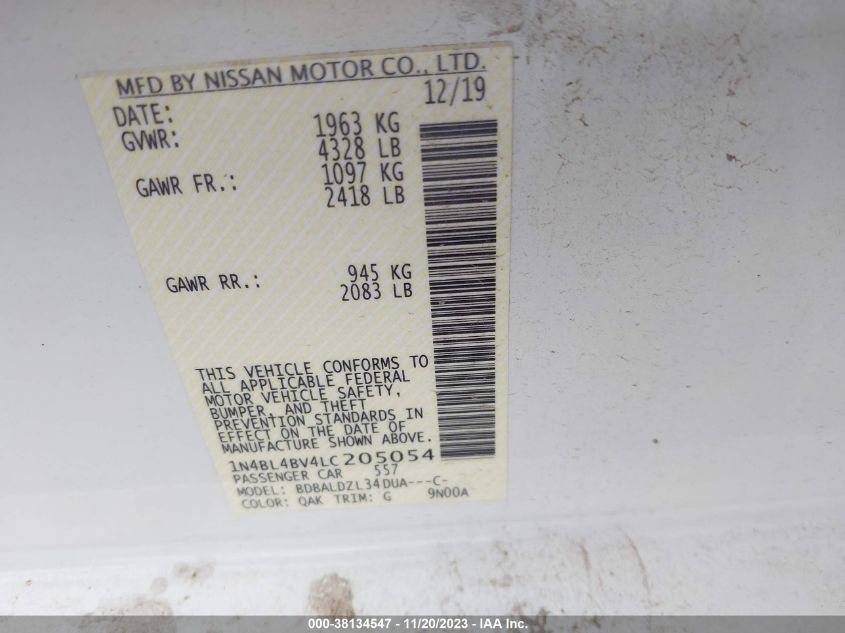 MFD BY NISSAN MOTOR CO., LTD.
DATE: 12/19
GVWR: 1963 KG
4328 LB
GAWR FR.: 1097 KG
2418 LB
GAWR RR.: 945 KG
2083 LB
THIS VEHICLE CONFORMS TO
ALL APPLICABLE FEDERAL
MOTOR VEHICLE SAFETY,
BUMPER, AND THEFT
PREVENTION STANDARDS IN
EFFECT ON THE DATE OF
MANUFACTURE SHOWN ABOVE.
1N4BL4BV4LC205054
PASSENGER CAR 557
MODEL: BDBALDZL34DUA---C-
COLOR: QAK TRIM: G 9N00A
000-38134547 - 11/20/2023 - IAA Inc.